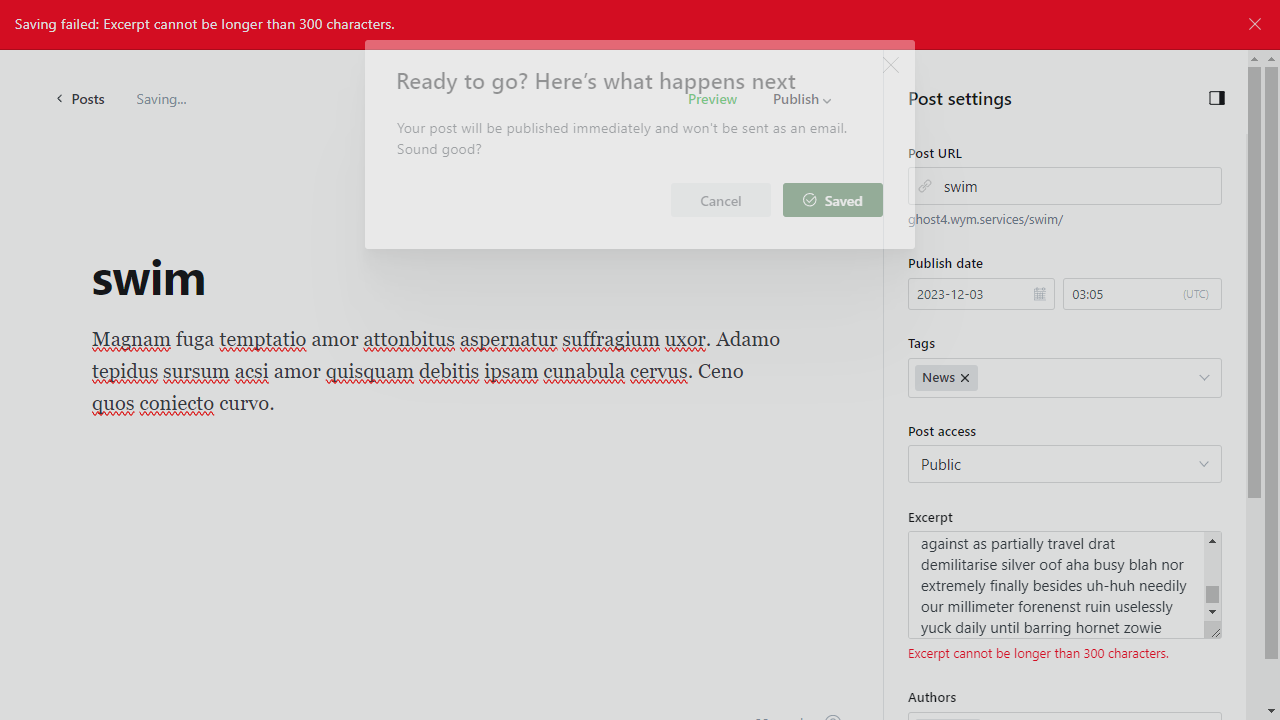 Saving failed: Excerpt cannot be longer than 300 characters.
Ready to go? Here's what happens next
Posts
Saving...
Preview
Publish
Your post will be published immediately and won't be sent as an email.
Sound good?
Cancel
Saved
swim
Magnam fuga temptatio amor attonbitus aspernatur suffragium uxor. Adamo
tepidus sursum acsi amor quisquam debitis ipsam cunabula cervus. Ceno
quos coniecto curvo.
Post settings
Post URL
swim
ghost4.wym.services/swim/
Publish date
2023-12-03
03:05
(UTC)
Tags
News
Post access
Public
Excerpt
against as partially travel drat
demilitarise silver oof aha busy blah nor
extremely finally besides uh-huh needily
our millimeter forenenst ruin uselessly
yuck daily until barring hornet zowie
Excerpt cannot be longer than 300 characters.
Authors